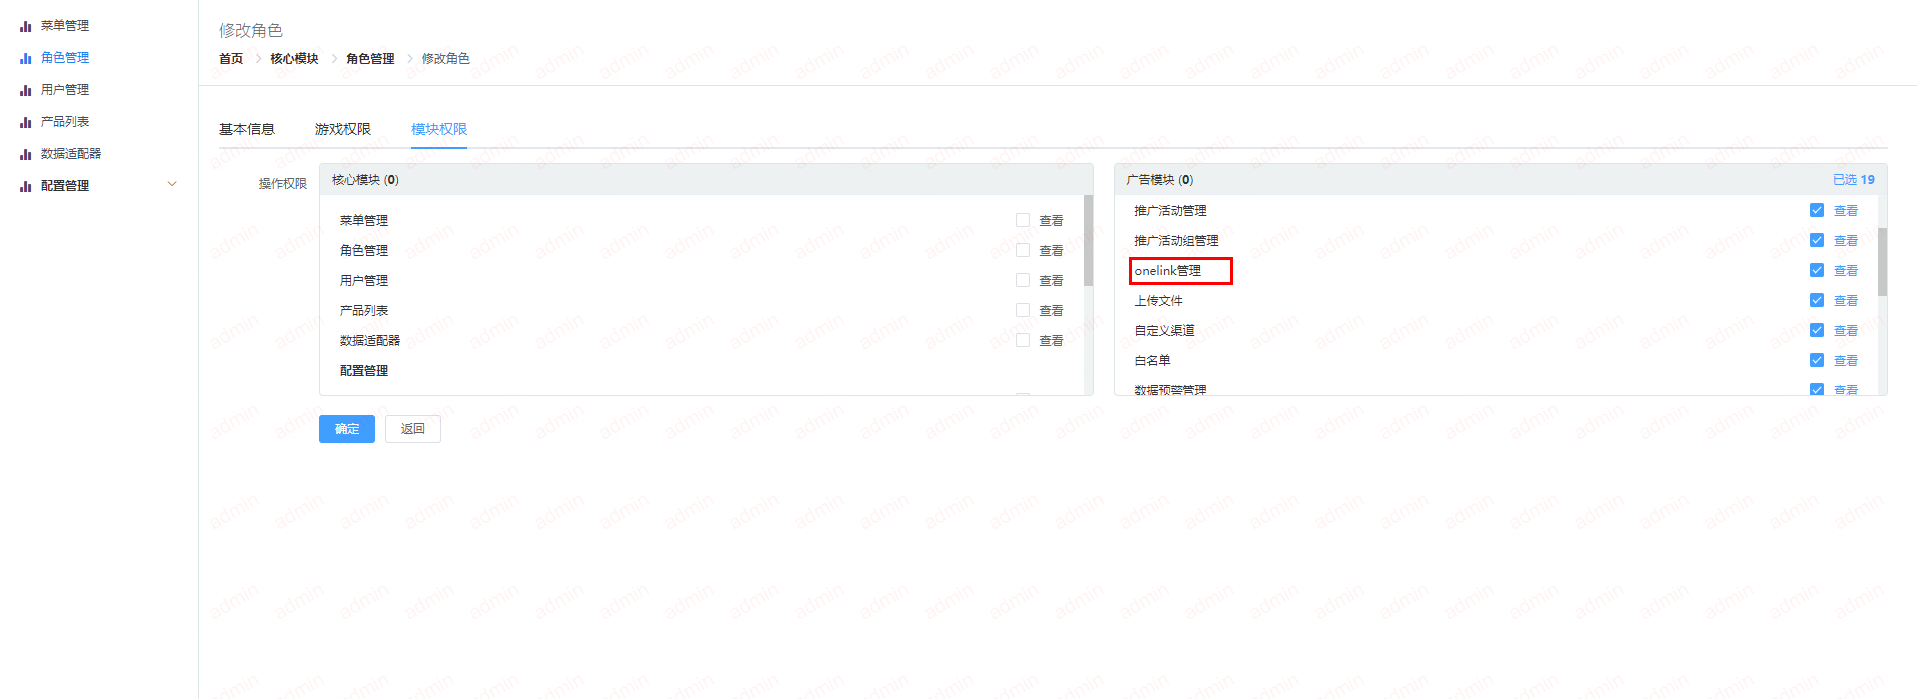 菜单管理
角色管理
用户管理
产品列表
数据适配器
配置管理
修改角色
首页 核心模块 角色管理 修改角色
基本信息 游戏权限 模块权限
操作权限
核心模块 (0)
菜单管理 查看
角色管理 查看
用户管理 查看
产品列表 查看
数据适配器 查看
配置管理
广告模块 (0) 已选 19
推广活动管理 查看
推广活动组管理 查看
onelink管理 查看
上传文件 查看
自定义渠道 查看
白名单 查看
数据预警管理 查看
确定 返回
admin